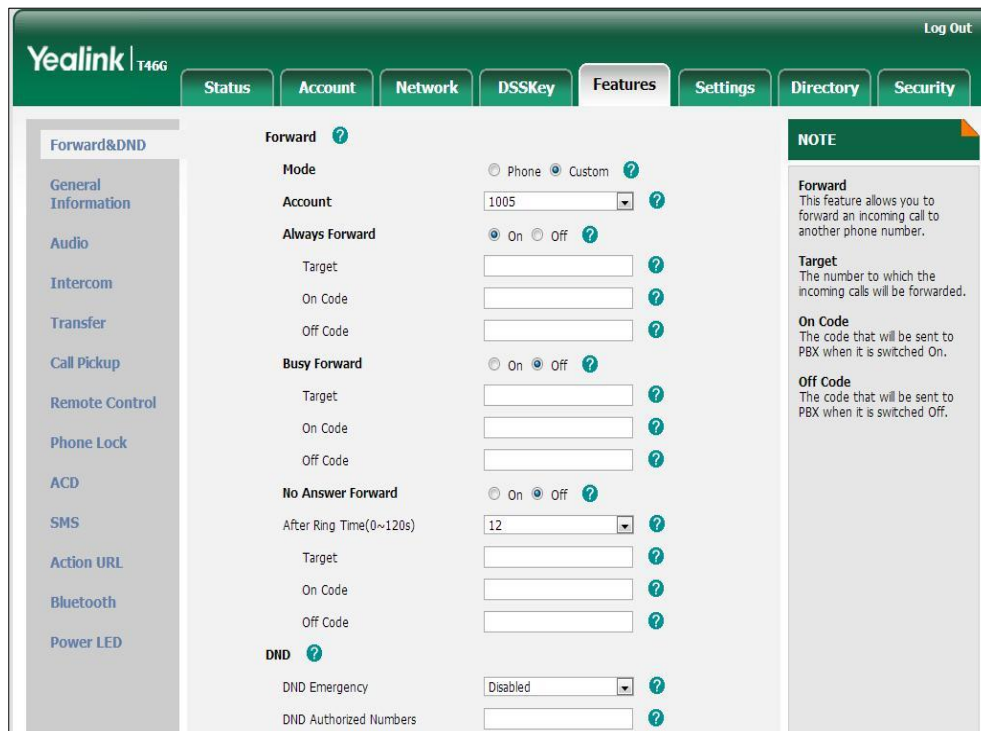 Log Out
Yealink | T46G
Status Account Network DSSKey Features Settings Directory Security
Forward&DND
General
Information
Audio
Intercom
Transfer
Call Pickup
Remote Control
Phone Lock
ACD
SMS
Action URL
Bluetooth
Power LED
Forward ?
Mode Phone Custom ?
Account 1005 ?
Always Forward On Off ?
Target ?
On Code ?
Off Code ?
Busy Forward On Off ?
Target ?
On Code ?
Off Code ?
No Answer Forward On Off ?
After Ring Time(0~120s) 12 ?
Target ?
On Code ?
Off Code ?
DND ?
DND Emergency Disabled ?
DND Authorized Numbers ?
NOTE
Forward
This feature allows you to
forward an incoming call to
another phone number.
Target
The number to which the
incoming calls will be forwarded.
On Code
The code that will be sent to
PBX when it is switched On.
Off Code
The code that will be sent to
PBX when it is switched Off.